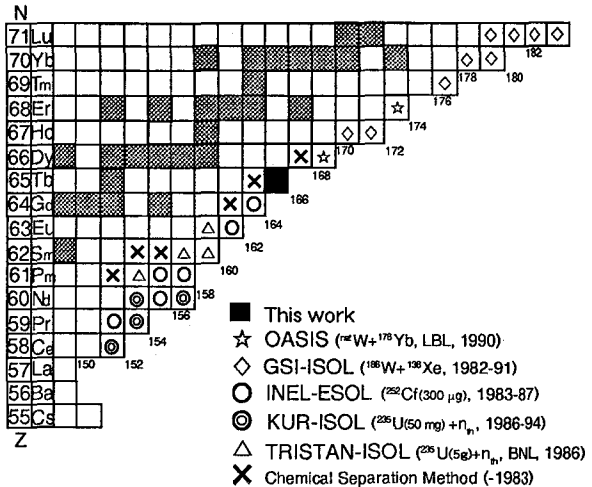 N
71 Lu
182
70 Yb
178 180
69 Tm
176
68 Er
174
67 Ho
170 172
66 Dy
168
65 Tb
166
64 Gd
164
63 Eu
162
62 Sm
160
61 Pm
158
60 Nd
156
59 Pr
154
58 Ce
150 152
57 La
56 Ba
55 Cs
Z
This work
OASIS (natW+176Yb, LBL, 1990)
GSI-ISOL (186W+136Xe, 1982-91)
INEL-ESOL (252Cf(300 μg), 1983-87)
KUR-ISOL (235U(50 mg)+nth, 1986-94)
TRISTAN-ISOL (235U(5g)+nth, BNL, 1986)
Chemical Separation Method (-1983)